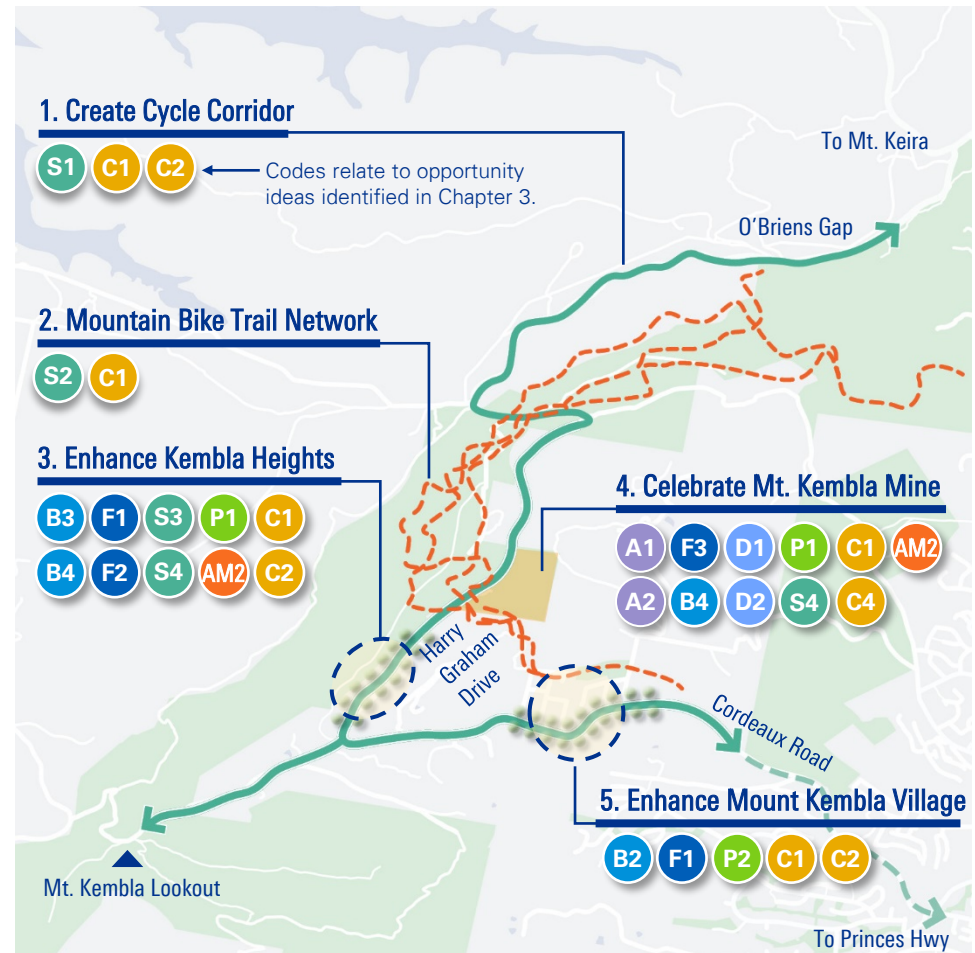 1. Create Cycle Corridor
S1 C1 C2
Codes relate to opportunity
ideas identified in Chapter 3.
To Mt. Keira
O'Briens Gap
2. Mountain Bike Trail Network
S2 C1
3. Enhance Kembla Heights
B3 F1 S3 P1 C1
B4 F2 S4 AM2 C2
4. Celebrate Mt. Kembla Mine
A1 F3 D1 P1 C1 AM2
A2 B4 D2 S4 C4
Harry
Graham
Drive
Cordeaux Road
5. Enhance Mount Kembla Village
B2 F1 P2 C1 C2
Mt. Kembla Lookout
To Princes Hwy